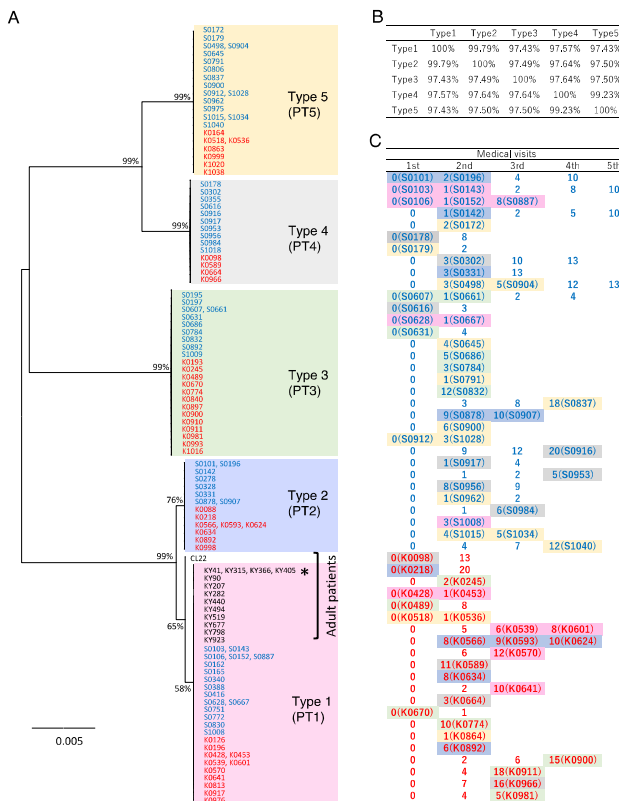 A
S0172
S0179
S0498, S0904
S0645
S0791
S0806
S0837
S0900
S0912, S1028
S0962
S0975
S1015, S1034
S1040
K0164
K0518, K0536
K0863
K0999
K1020
K1038
99%
Type 5
(PT5)
99%
S0178
S0302
S0355
S0616
S0916
S0917
S0953
S0956
S0984
S1018
K0098
K0589
K0664
K0966
99%
Type 4
(PT4)
S0195
S0197
S0607, S0661
S0631
S0686
S0784
S0832
S0892
S1009
K0193
K0245
K0489
K0670
K0774
K0840
K0897
K0900
K0910
K0911
K0981
K0993
K1016
99%
Type 3
(PT3)
S0101, S0196
S0142
S0278
S0328
S0331
S0878, S0907
K0088
K0218
K0566, K0593, K0624
K0634
K0892
K0998
76%
Type 2
(PT2)
99%
CL22
KY41, KY315, KY366, KY405 *
KY90
KY207
KY282
KY440
KY494
KY519
KY677
KY798
KY923
Adult patients
65%
58%
S0103, S0143
S0106, S0152, S0887
S0162
S0165
S0340
S0388
S0416
S0628, S0667
S0751
S0772
S0830
S1008
K0126
K0196
K0428, K0453
K0539, K0601
K0570
K0641
K0813
K0917
K0976
Type 1
(PT1)
0.005
B
Type1 Type2 Type3 Type4 Type5
Type1 100% 99.79% 97.43% 97.57% 97.43%
Type2 99.79% 100% 97.49% 97.64% 97.50%
Type3 97.43% 97.49% 100% 97.64% 97.50%
Type4 97.57% 97.64% 97.64% 100% 99.23%
Type5 97.43% 97.50% 97.50% 99.23% 100%
C
Medical visits
1st 2nd 3rd 4th 5th
0(S0101) 2(S0196) 4 10
0(S0103) 1(S0143) 2 8 10
0(S0106) 1(S0152) 8(S0887)
0 1(S0142) 2 5 10
0 2(S0172)
0(S0178) 8
0(S0179) 2
0 3(S0302) 10 13
0 3(S0331) 13
0 3(S0498) 5(S0904) 12 13
0(S0607) 1(S0661) 2 4
0(S0616) 3
0(S0628) 1(S0667)
0(S0631) 4
0 4(S0645)
0 5(S0686)
0 3(S0784)
0 1(S0791)
0 12(S0832)
0 3 8 18(S0837)
0 9(S0878) 10(S0907)
0 6(S0900)
0(S0912) 3(S1028)
0 9 12 20(S0916)
0 1(S0917) 4
0 1 2 5(S0953)
0 8(S0956) 9
0 1(S0962) 2
0 1 6(S0984)
0 3(S1008)
0 4(S1015) 5(S1034)
0 4 7 12(S1040)
0(K0098) 13
0(K0218) 20
0 2(K0245)
0(K0428) 1(K0453)
0(K0489) 8
0(K0518) 1(K0536)
0 5 6(K0539) 8(K0601)
0 8(K0566) 9(K0593) 10(K0624)
0 6 12(K0570)
0 11(K0589)
0 8(K0634)
0 2 10(K0641)
0 3(K0664)
0(K0670) 1
0 10(K0774)
0 1(K0864)
0 6(K0892)
0 2 6 15(K0900)
0 4 18(K0911)
0 7 16(K0966)
0 4 5(K0981)